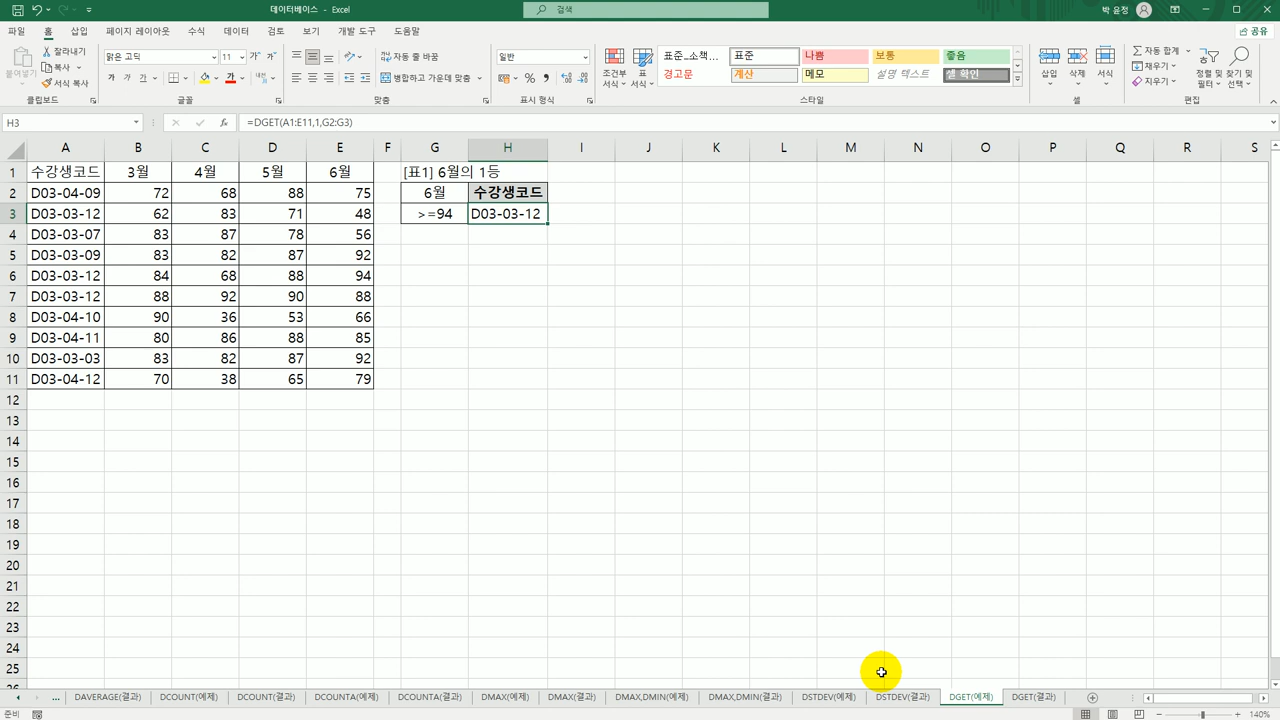 데이터베이스 - Excel
검색
박 윤정
파일 홈 삽입 페이지 레이아웃 수식 데이터 검토 보기 개발 도구 도움말
공유
붙여넣기
잘라내기
복사
서식 복사
클립보드
맑은 고딕 11
가 가 가
글꼴
자동 줄 바꿈
병합하고 가운데 맞춤
맞춤
일반
표시 형식
조건부 서식
표 서식
표준_소책... 표준 나쁨 보통 좋음
경고문 계산 메모 설명 텍스트 셀 확인
스타일
삽입 삭제 서식
셀
자동 합계
채우기
지우기
정렬 및 필터
찾기 및 선택
편집
H3
=DGET(A1:E11,1,G2:G3)
A B C D E F G H I J K L M N O P Q R S
1 수강생코드 3월 4월 5월 6월 [표1] 6월의 1등
2 D03-04-09 72 68 88 75 6월 수강생코드
3 D03-03-12 62 83 71 48 >=94 D03-03-12
4 D03-03-07 83 87 78 56
5 D03-03-09 83 82 87 92
6 D03-03-12 84 68 88 94
7 D03-03-12 88 92 90 88
8 D03-04-10 90 36 53 66
9 D03-04-11 80 86 88 85
10 D03-03-03 83 82 87 92
11 D03-04-12 70 38 65 79
12
13
14
15
16
17
18
19
20
21
22
23
24
25
... DAVERAGE(결과) DCOUNT(예제) DCOUNT(결과) DCOUNTA(예제) DCOUNTA(결과) DMAX(예제) DMAX(결과) DMAX,DMIN(예제) DMAX,DMIN(결과) DSTDEV(예제) DSTDEV(결과) DGET(예제) DGET(결과)
준비
140%